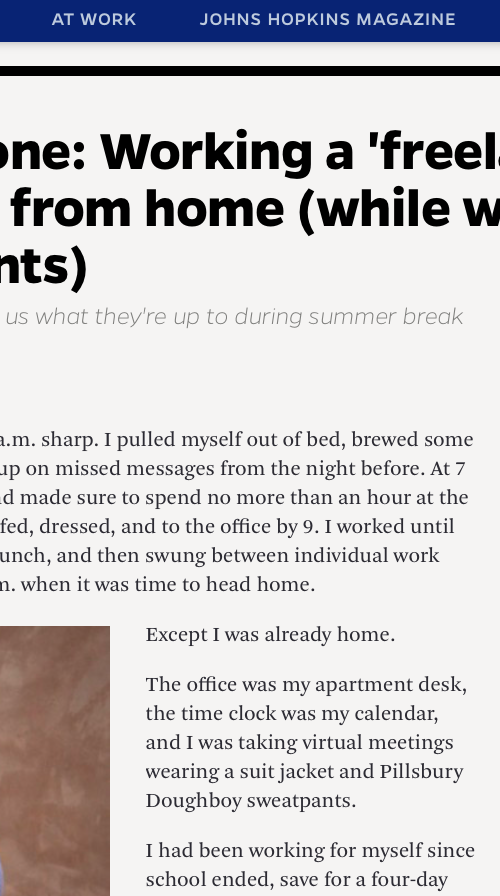 AT WORK JOHNS HOPKINS MAGAZINE
one: Working a 'freel
from home (while w
nts)
us what they're up to during summer break
a.m. sharp. I pulled myself out of bed, brewed some
up on missed messages from the night before. At 7
nd made sure to spend no more than an hour at the
fed, dressed, and to the office by 9. I worked until
unch, and then swung between individual work
m. when it was time to head home.
Except I was already home.
The office was my apartment desk,
the time clock was my calendar,
and I was taking virtual meetings
wearing a suit jacket and Pillsbury
Doughboy sweatpants.
I had been working for myself since
school ended, save for a four-day